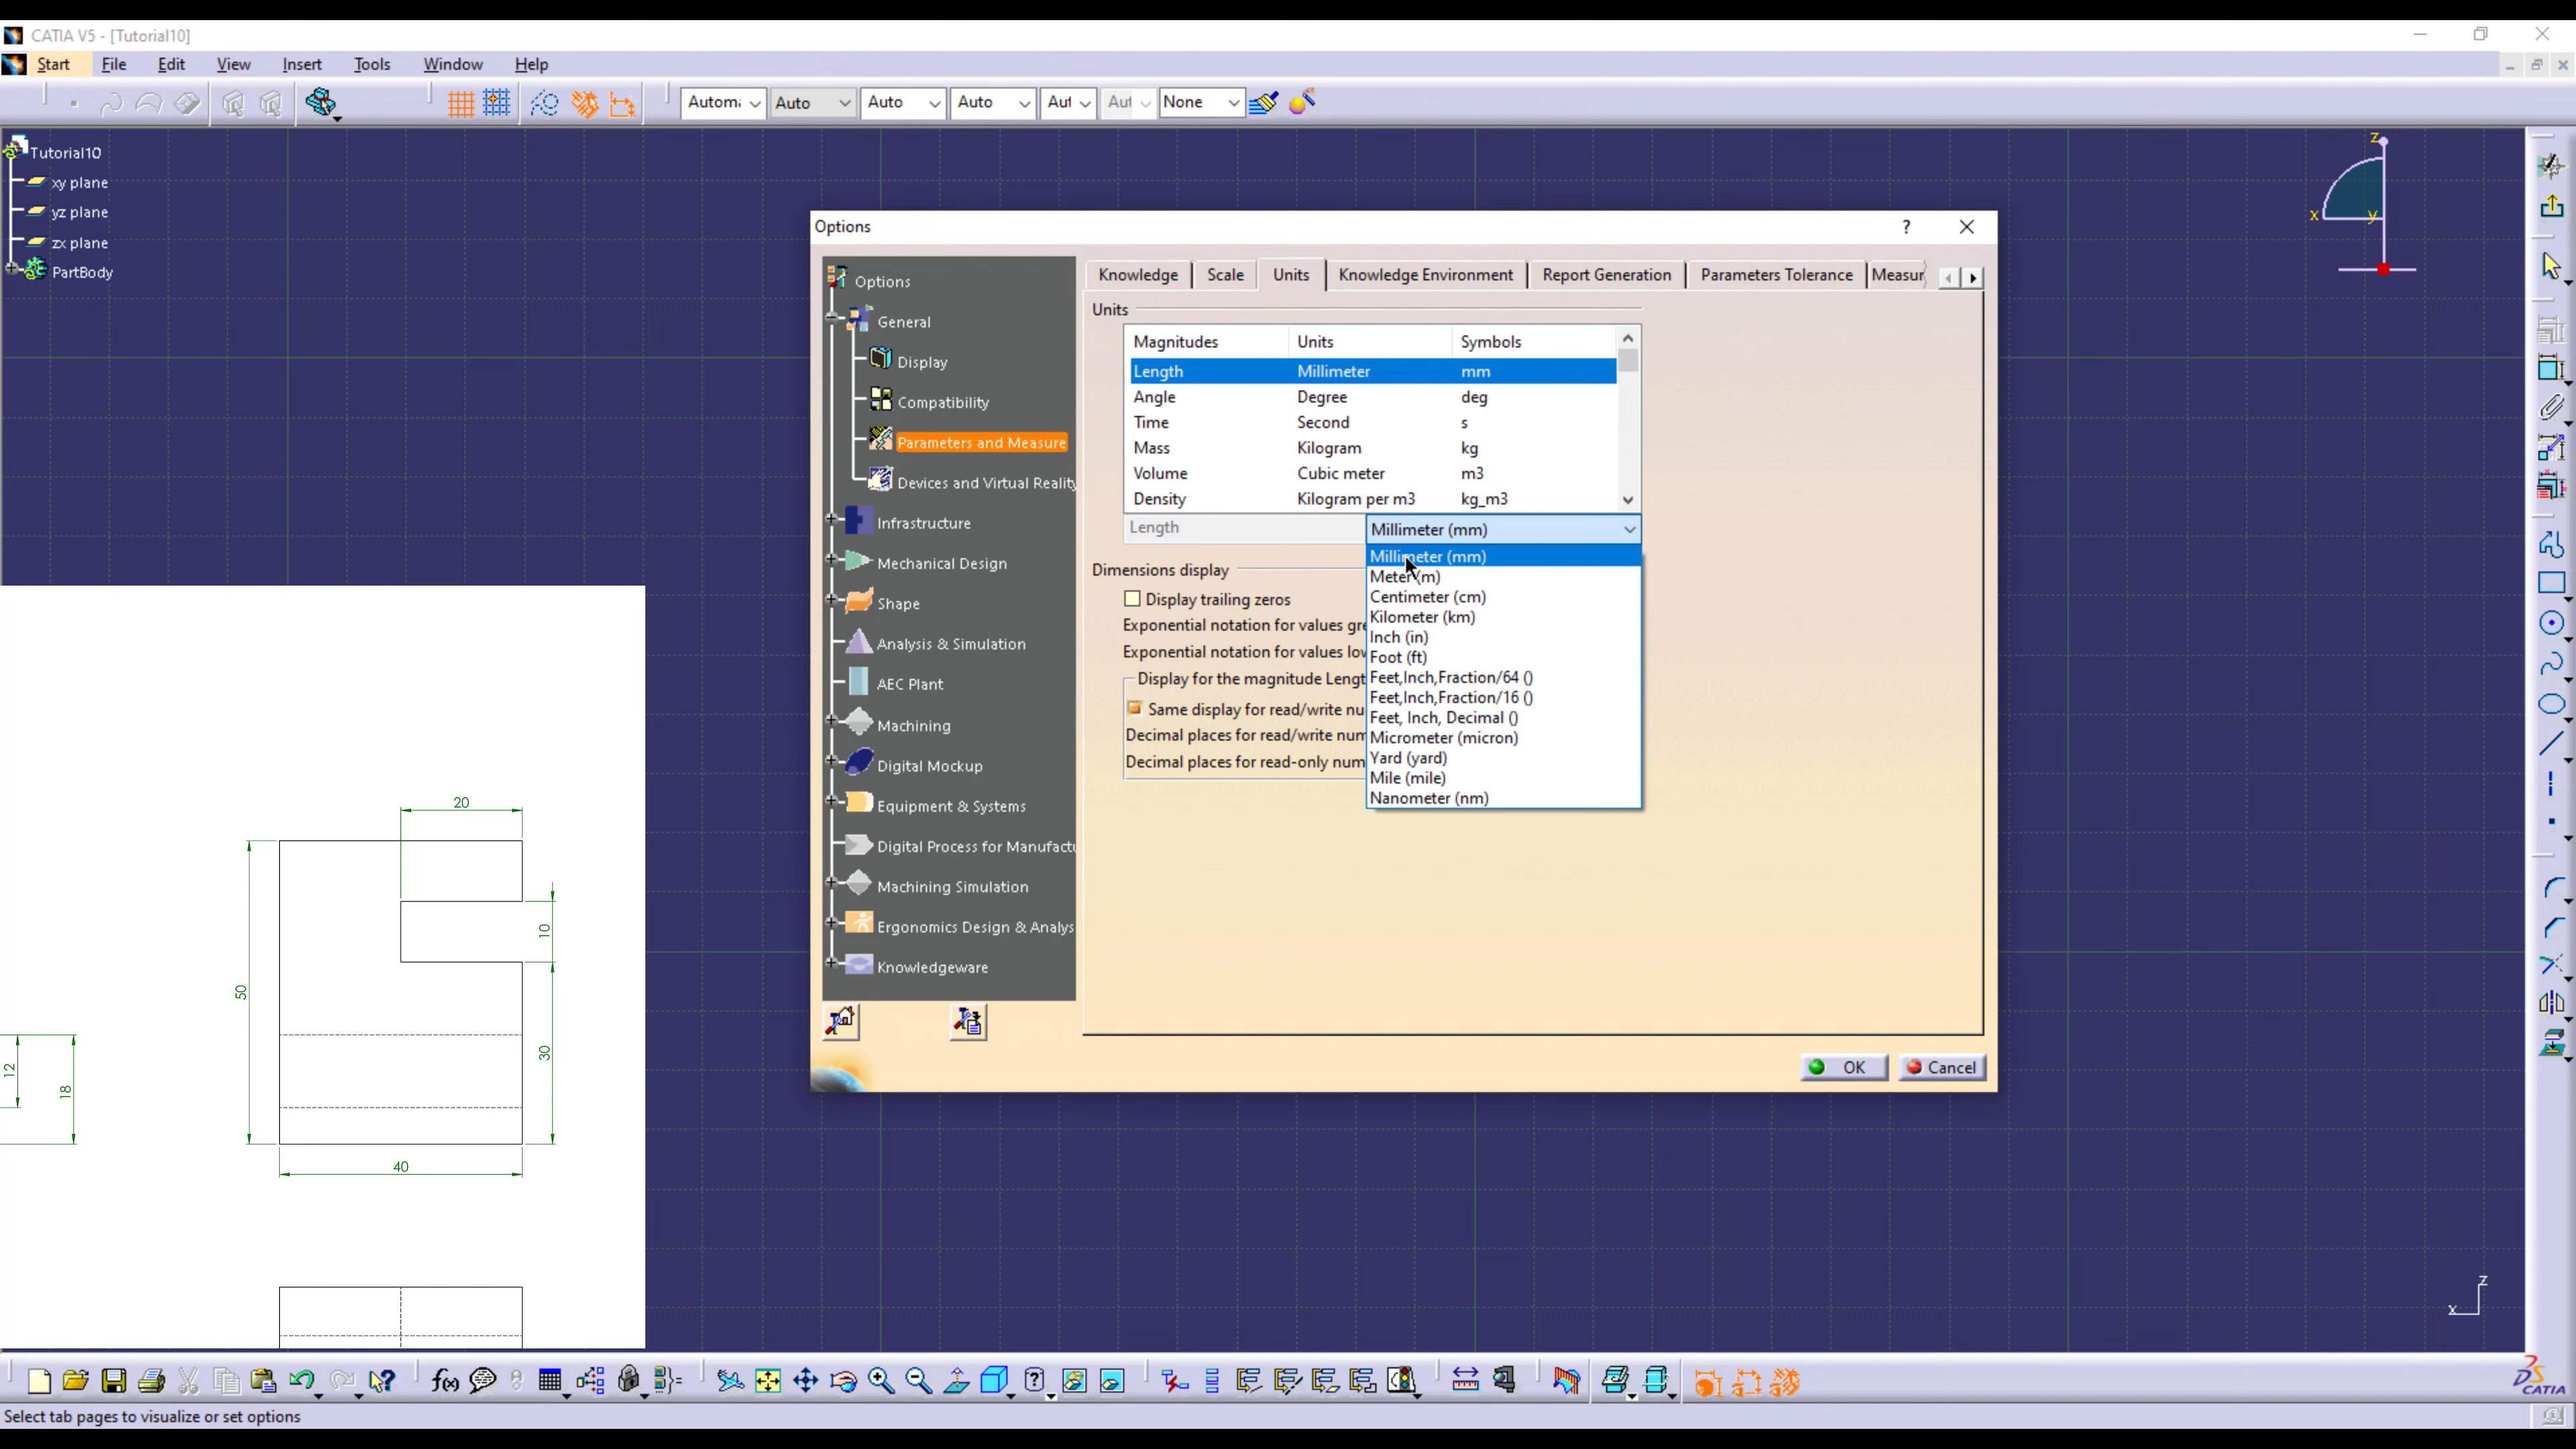 CATIA V5 - [Tutorial10]
Start File Edit View Insert Tools Window Help
Automa Auto Auto Auto Aut Aut None
Tutorial10
xy plane
yz plane
zx plane
PartBody
z
x
y
Options
?
Options
General
Display
Compatibility
Parameters and Measure
Devices and Virtual Reality
Infrastructure
Mechanical Design
Shape
Analysis & Simulation
AEC Plant
Machining
Digital Mockup
Equipment & Systems
Digital Process for Manufactu
Machining Simulation
Ergonomics Design & Analys
Knowledgeware
Knowledge Scale Units Knowledge Environment Report Generation Parameters Tolerance Measur
Units
Magnitudes Units Symbols
Length Millimeter mm
Angle Degree deg
Time Second s
Mass Kilogram kg
Volume Cubic meter m3
Density Kilogram per m3 kg_m3
Length Millimeter (mm)
Millimeter (mm)
Meter (m)
Centimeter (cm)
Kilometer (km)
Inch (in)
Foot (ft)
Feet,Inch,Fraction/64 ()
Feet,Inch,Fraction/16 ()
Feet, Inch, Decimal ()
Micrometer (micron)
Yard (yard)
Mile (mile)
Nanometer (nm)
Dimensions display
Display trailing zeros
Exponential notation for values gre
Exponential notation for values low
Display for the magnitude Lengt
Same display for read/write nu
Decimal places for read/write num
Decimal places for read-only num
OK Cancel
20
10
50
30
12
18
40
z
x
f(x)
DS CATIA
Select tab pages to visualize or set options